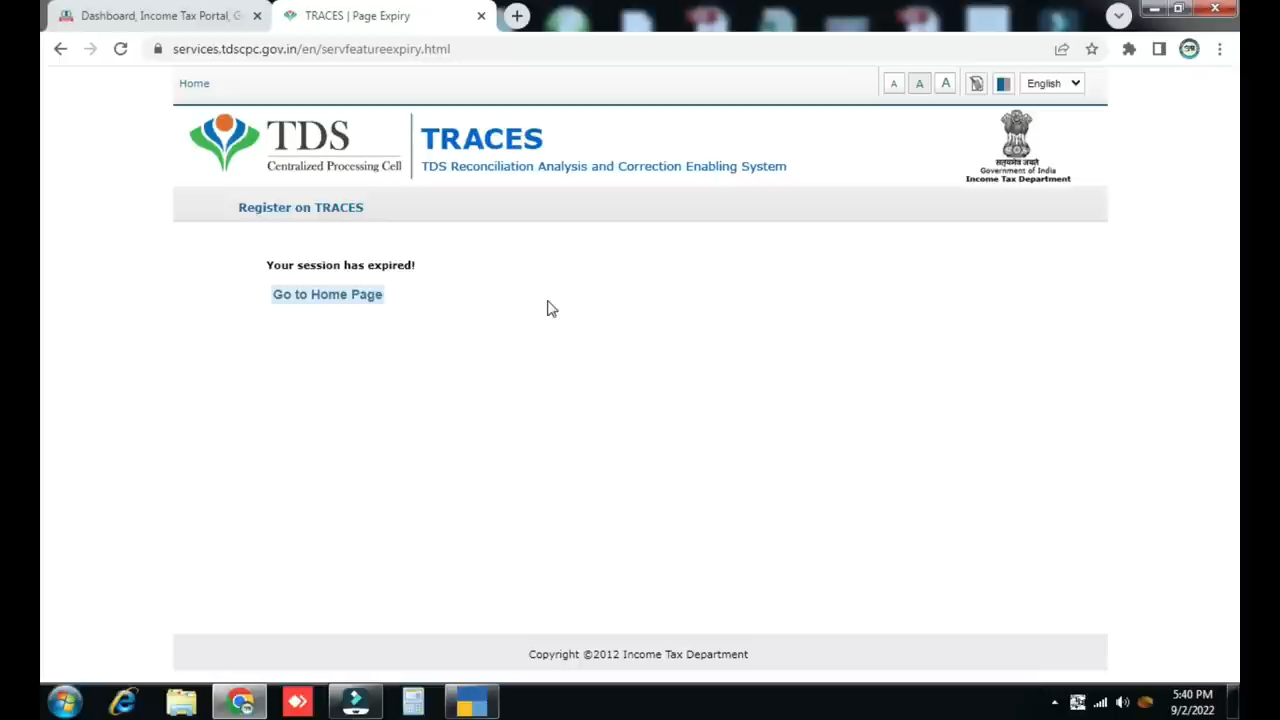 Dashboard, Income Tax Portal, G
TRACES | Page Expiry
services.tdscpc.gov.in/en/servfeatureexpiry.html
Home
A A A
English
TDS
Centralized Processing Cell
TRACES
TDS Reconciliation Analysis and Correction Enabling System
सत्यमेव जयते
Government of India
Income Tax Department
Register on TRACES
Your session has expired!
Go to Home Page
Copyright ©2012 Income Tax Department
5:40 PM
9/2/2022